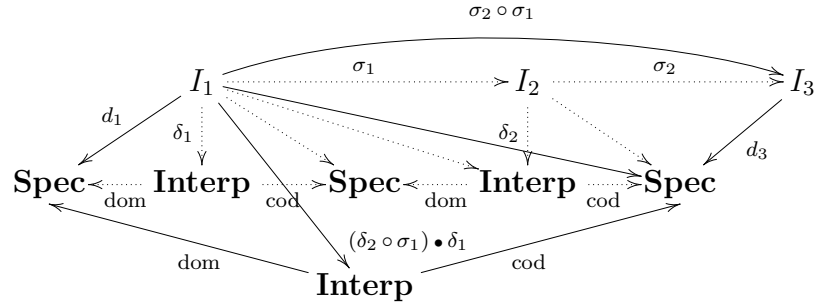 σ₂ ∘ σ₁
I₁ σ₁ I₂ σ₂ I₃
d₁ δ₁ δ₂ d₃
Spec Interp Spec Interp Spec
dom cod dom cod
(δ₂ ∘ σ₁) • δ₁
dom cod
Interp